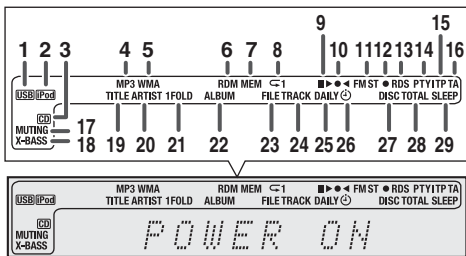 9 15
1 2 3 4 5 6 7 8 10 11 12 13 14 16
MP3 WMA RDM MEM 1 ■▶●◀ FM ST ● RDS PTYI TP TA
USB iPod TITLE ARTIST 1FOLD ALBUM FILE TRACK DAILY DISC TOTAL SLEEP
CD
MUTING 17
X-BASS 18
19 20 21 22 23 24 25 26 27 28 29
MP3 WMA RDM MEM 1 ■▶●◀ FM ST ● RDS PTYI TP TA
USB iPod TITLE ARTIST 1FOLD ALBUM FILE TRACK DAILY DISC TOTAL SLEEP
CD
MUTING
X-BASS
POWER ON